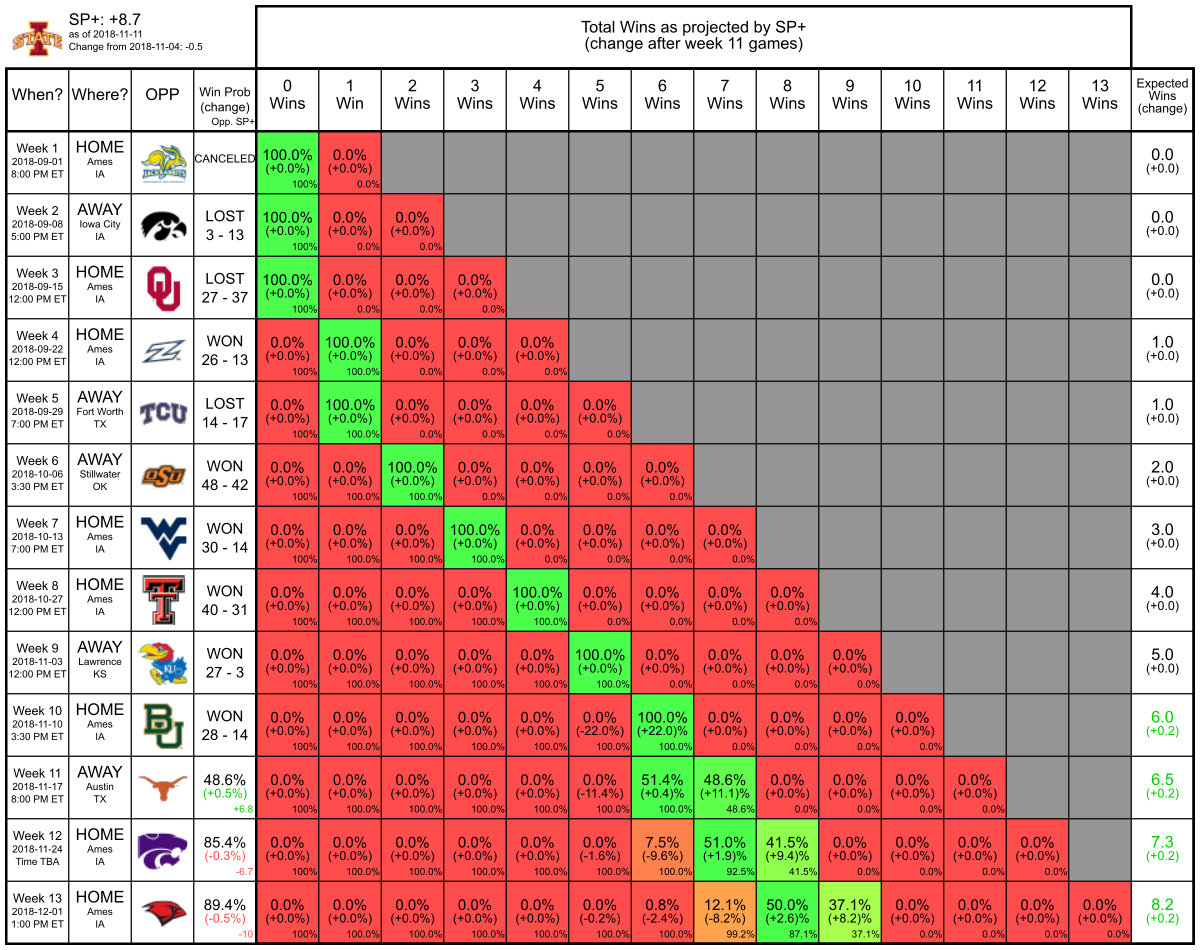 STATE
SP+: +8.7
as of 2018-11-11
Change from 2018-11-04: -0.5
Total Wins as projected by SP+
(change after week 11 games)
When? Where? OPP Win Prob (change) Opp. SP+ 0 Wins 1 Win 2 Wins 3 Wins 4 Wins 5 Wins 6 Wins 7 Wins 8 Wins 9 Wins 10 Wins 11 Wins 12 Wins 13 Wins Expected Wins (change)
Week 1 HOME JACKRABBITS CANCELED 100.0% 0.0% 0.0
2018-09-01 Ames (+0.0%) (+0.0%) (+0.0)
8:00 PM ET IA 100% 0.0%
Week 2 AWAY LOST 100.0% 0.0% 0.0% 0.0
2018-09-08 Iowa City 3 - 13 (+0.0%) (+0.0%) (+0.0%) (+0.0)
5:00 PM ET IA 100% 0.0% 0.0%
Week 3 HOME OU LOST 100.0% 0.0% 0.0% 0.0% 0.0
2018-09-15 Ames 27 - 37 (+0.0%) (+0.0%) (+0.0%) (+0.0%) (+0.0)
12:00 PM ET IA 100% 0.0% 0.0% 0.0%
Week 4 HOME Z WON 0.0% 100.0% 0.0% 0.0% 0.0% 1.0
2018-09-22 Ames 26 - 13 (+0.0%) (+0.0%) (+0.0%) (+0.0%) (+0.0%) (+0.0)
12:00 PM ET IA 100% 100.0% 0.0% 0.0% 0.0%
Week 5 AWAY TCU LOST 0.0% 100.0% 0.0% 0.0% 0.0% 0.0% 1.0
2018-09-29 Fort Worth 14 - 17 (+0.0%) (+0.0%) (+0.0%) (+0.0%) (+0.0%) (+0.0%) (+0.0)
7:00 PM ET TX 100% 100.0% 0.0% 0.0% 0.0% 0.0%
Week 6 AWAY OSU WON 0.0% 0.0% 100.0% 0.0% 0.0% 0.0% 0.0% 2.0
2018-10-06 Stillwater 48 - 42 (+0.0%) (+0.0%) (+0.0%) (+0.0%) (+0.0%) (+0.0%) (+0.0%) (+0.0)
3:30 PM ET OK 100% 100.0% 100.0% 0.0% 0.0% 0.0% 0.0%
Week 7 HOME WV WON 0.0% 0.0% 0.0% 100.0% 0.0% 0.0% 0.0% 0.0% 3.0
2018-10-13 Ames 30 - 14 (+0.0%) (+0.0%) (+0.0%) (+0.0%) (+0.0%) (+0.0%) (+0.0%) (+0.0%) (+0.0)
7:00 PM ET IA 100% 100.0% 100.0% 100.0% 0.0% 0.0% 0.0% 0.0%
Week 8 HOME T WON 0.0% 0.0% 0.0% 0.0% 100.0% 0.0% 0.0% 0.0% 0.0% 4.0
2018-10-27 Ames 40 - 31 (+0.0%) (+0.0%) (+0.0%) (+0.0%) (+0.0%) (+0.0%) (+0.0%) (+0.0%) (+0.0%) (+0.0)
12:00 PM ET IA 100% 100.0% 100.0% 100.0% 100.0% 0.0% 0.0% 0.0% 0.0%
Week 9 AWAY KU WON 0.0% 0.0% 0.0% 0.0% 0.0% 100.0% 0.0% 0.0% 0.0% 0.0% 5.0
2018-11-03 Lawrence 27 - 3 (+0.0%) (+0.0%) (+0.0%) (+0.0%) (+0.0%) (+0.0%) (+0.0%) (+0.0%) (+0.0%) (+0.0%) (+0.0)
12:00 PM ET KS 100% 100.0% 100.0% 100.0% 100.0% 100.0% 0.0% 0.0% 0.0% 0.0%
Week 10 HOME BU WON 0.0% 0.0% 0.0% 0.0% 0.0% 0.0% 100.0% 0.0% 0.0% 0.0% 0.0% 6.0
2018-11-10 Ames 28 - 14 (+0.0%) (+0.0%) (+0.0%) (+0.0%) (+0.0%) (-22.0%) (+22.0)% (+0.0%) (+0.0%) (+0.0%) (+0.0%) (+0.2)
3:30 PM ET IA 100% 100.0% 100.0% 100.0% 100.0% 100.0% 100.0% 0.0% 0.0% 0.0% 0.0%
Week 11 AWAY 48.6% 0.0% 0.0% 0.0% 0.0% 0.0% 0.0% 51.4% 48.6% 0.0% 0.0% 0.0% 0.0% 6.5
2018-11-17 Austin (+0.5%) (+0.0%) (+0.0%) (+0.0%) (+0.0%) (+0.0%) (-11.4%) (+0.4)% (+11.1)% (+0.0%) (+0.0%) (+0.0%) (+0.0%) (+0.2)
8:00 PM ET TX +6.8 100% 100.0% 100.0% 100.0% 100.0% 100.0% 100.0% 48.6% 0.0% 0.0% 0.0% 0.0%
Week 12 HOME 85.4% 0.0% 0.0% 0.0% 0.0% 0.0% 0.0% 7.5% 51.0% 41.5% 0.0% 0.0% 0.0% 0.0% 7.3
2018-11-24 Ames (-0.3%) (+0.0%) (+0.0%) (+0.0%) (+0.0%) (+0.0%) (-1.6%) (-9.6%) (+1.9)% (+9.4)% (+0.0%) (+0.0%) (+0.0%) (+0.0%) (+0.2)
Time TBA IA -6.7 100% 100.0% 100.0% 100.0% 100.0% 100.0% 100.0% 92.5% 41.5% 0.0% 0.0% 0.0% 0.0%
Week 13 HOME 89.4% 0.0% 0.0% 0.0% 0.0% 0.0% 0.0% 0.8% 12.1% 50.0% 37.1% 0.0% 0.0% 0.0% 0.0% 8.2
2018-12-01 Ames (-0.5%) (+0.0%) (+0.0%) (+0.0%) (+0.0%) (+0.0%) (-0.2%) (-2.4%) (-8.2%) (+2.6)% (+8.2)% (+0.0%) (+0.0%) (+0.0%) (+0.0%) (+0.2)
1:00 PM ET IA -10 100% 100.0% 100.0% 100.0% 100.0% 100.0% 100.0% 99.2% 87.1% 37.1% 0.0% 0.0% 0.0% 0.0%